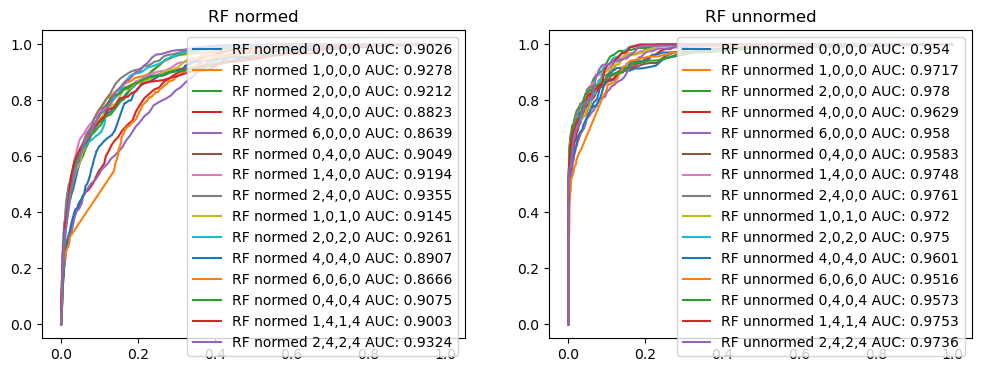 RF normed
1.0
0.8
0.6
0.4
0.2
0.0
0.0
0.2
0.4
0.6
0.8
1.0
RF normed 0,0,0,0 AUC: 0.9026
RF normed 1,0,0,0 AUC: 0.9278
RF normed 2,0,0,0 AUC: 0.9212
RF normed 4,0,0,0 AUC: 0.8823
RF normed 6,0,0,0 AUC: 0.8639
RF normed 0,4,0,0 AUC: 0.9049
RF normed 1,4,0,0 AUC: 0.9194
RF normed 2,4,0,0 AUC: 0.9355
RF normed 1,0,1,0 AUC: 0.9145
RF normed 2,0,2,0 AUC: 0.9261
RF normed 4,0,4,0 AUC: 0.8907
RF normed 6,0,6,0 AUC: 0.8666
RF normed 0,4,0,4 AUC: 0.9075
RF normed 1,4,1,4 AUC: 0.9003
RF normed 2,4,2,4 AUC: 0.9324
RF unnormed
1.0
0.8
0.6
0.4
0.2
0.0
0.0
0.2
0.4
0.6
0.8
1.0
RF unnormed 0,0,0,0 AUC: 0.954
RF unnormed 1,0,0,0 AUC: 0.9717
RF unnormed 2,0,0,0 AUC: 0.978
RF unnormed 4,0,0,0 AUC: 0.9629
RF unnormed 6,0,0,0 AUC: 0.958
RF unnormed 0,4,0,0 AUC: 0.9583
RF unnormed 1,4,0,0 AUC: 0.9748
RF unnormed 2,4,0,0 AUC: 0.9761
RF unnormed 1,0,1,0 AUC: 0.972
RF unnormed 2,0,2,0 AUC: 0.975
RF unnormed 4,0,4,0 AUC: 0.9601
RF unnormed 6,0,6,0 AUC: 0.9516
RF unnormed 0,4,0,4 AUC: 0.9573
RF unnormed 1,4,1,4 AUC: 0.9753
RF unnormed 2,4,2,4 AUC: 0.9736